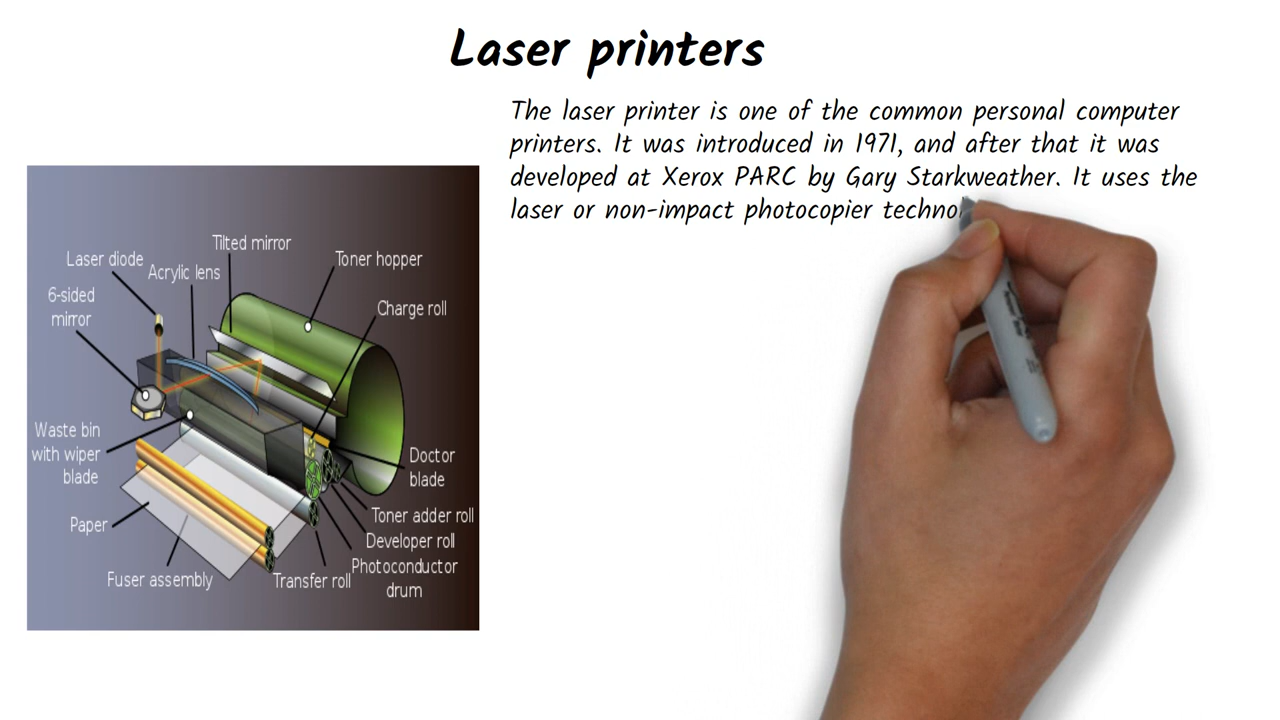 Laser printers
The laser printer is one of the common personal computer
printers. It was introduced in 1971, and after that it was
developed at Xerox PARC by Gary Starkweather. It uses the
laser or non-impact photocopier techno
Tilted mirror
Laser diode
Acrylic lens
Toner hopper
6-sided
mirror
Charge roll
Waste bin
with wiper
blade
Doctor
blade
Paper
Toner adder roll
Developer roll
Photoconductor
drum
Fuser assembly
Transfer roll